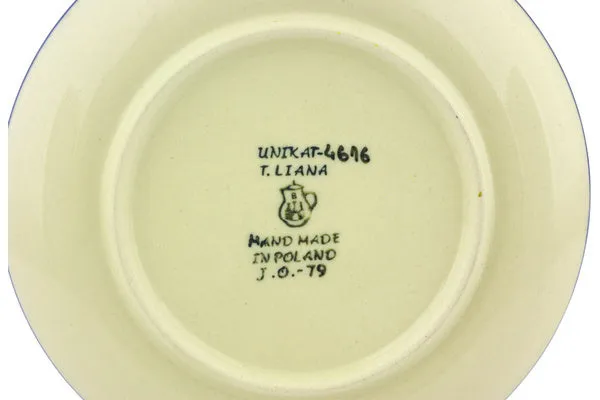 UNIKAT-4616
T. LIANA
HAND MADE
IN POLAND
J.O.-79